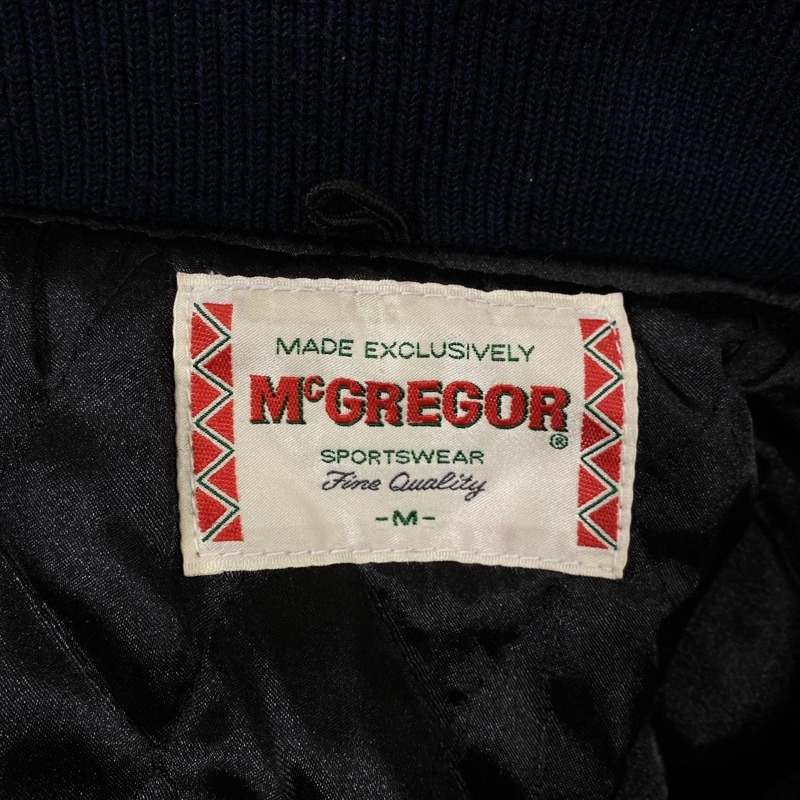 MADE EXCLUSIVELY
McGREGOR®
SPORTSWEAR
Fine Quality
-M-